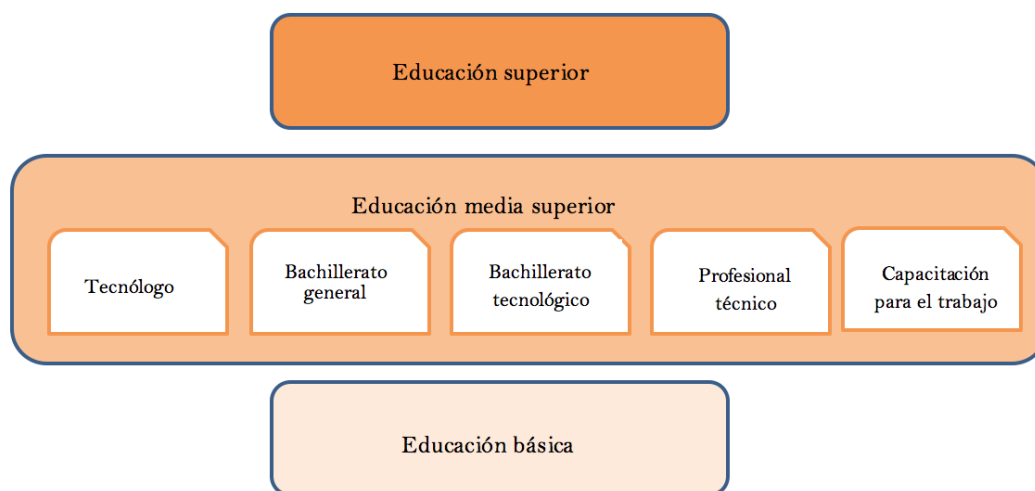 Educación superior
Educación media superior
Tecnólogo
Bachillerato
general
Bachillerato
tecnológico
Profesional
técnico
Capacitación
para el trabajo
Educación básica